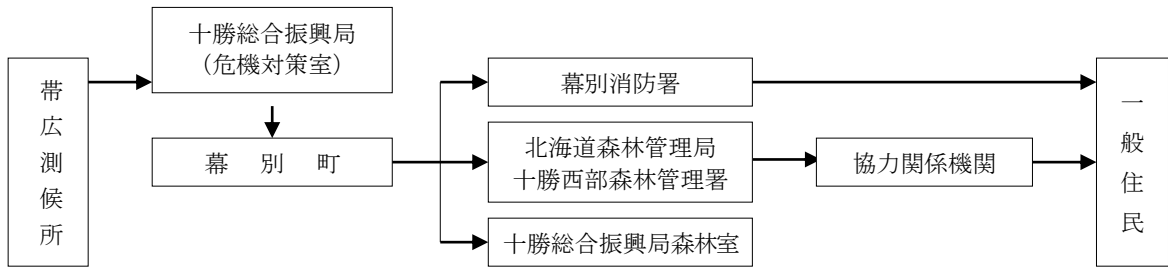 帯広測候所
十勝総合振興局
（危機対策室）
幕別町
幕別消防署
北海道森林管理局
十勝西部森林管理署
十勝総合振興局森林室
協力関係機関
一般住民